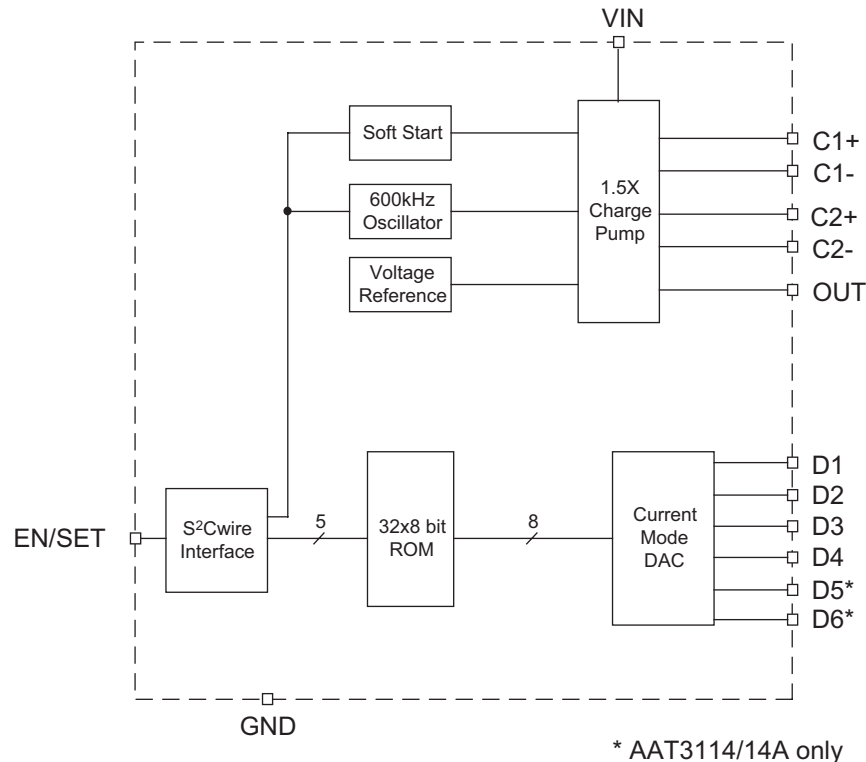 VIN
Soft Start
600kHz
Oscillator
Voltage
Reference
1.5X
Charge
Pump
C1+
C1-
C2+
C2-
OUT
EN/SET
S²Cwire
Interface
5
32x8 bit
ROM
8
Current
Mode
DAC
D1
D2
D3
D4
D5*
D6*
GND
* AAT3114/14A only